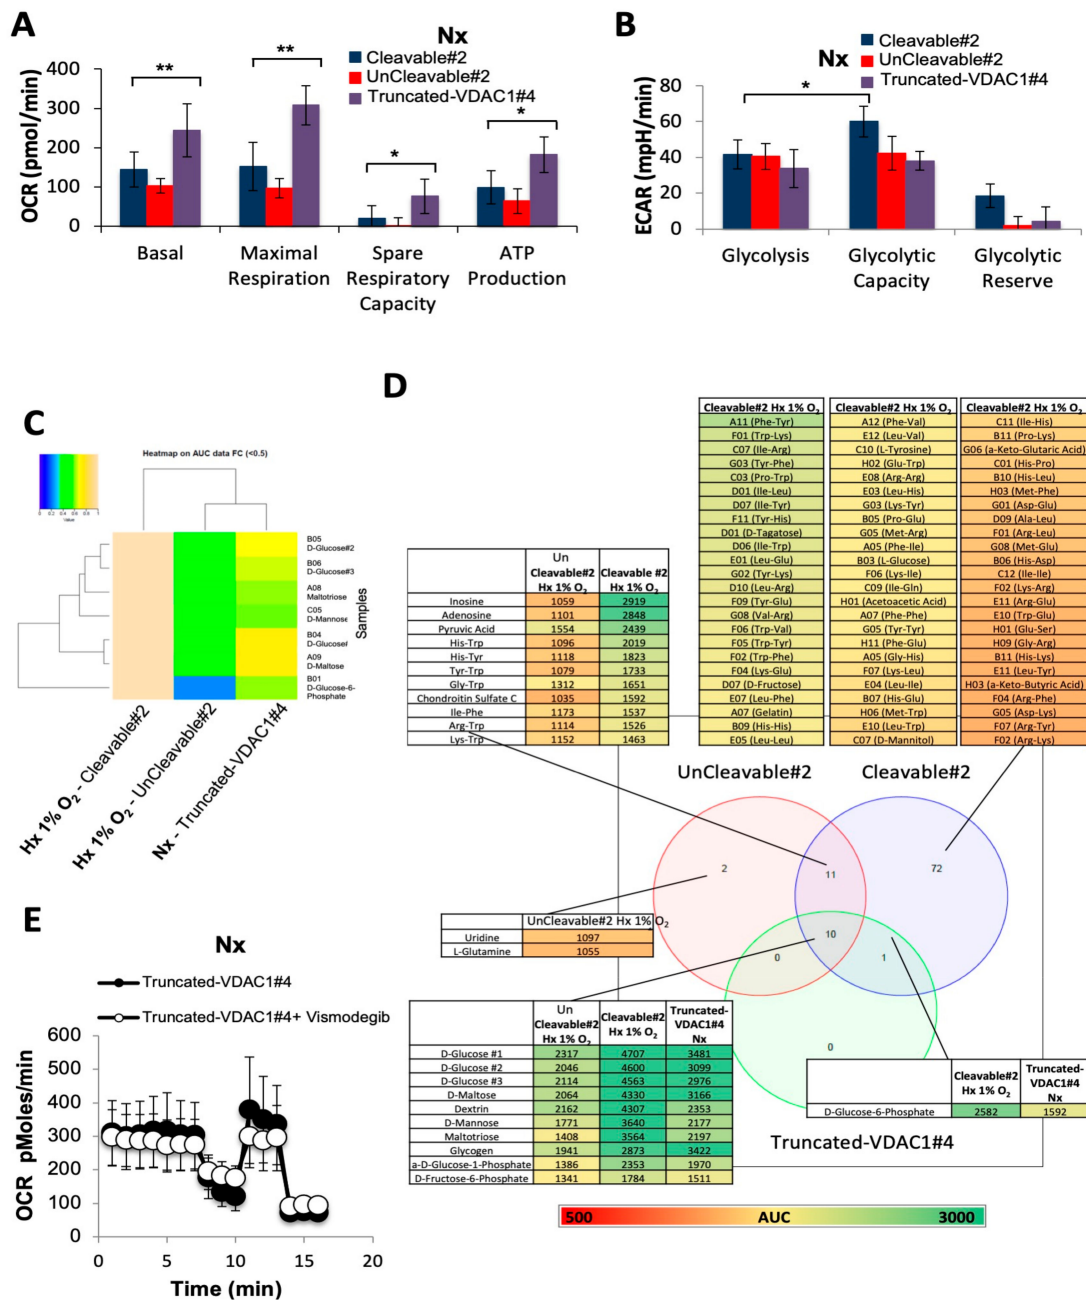 A
Nx
Cleavable#2
UnCleavable#2
Truncated-VDAC1#4
OCR (pmol/min)
400
300
200
100
0
**
**
*
*
Basal
Maximal
Respiration
Spare
Respiratory
Capacity
ATP
Production
B
Nx
Cleavable#2
UnCleavable#2
Truncated-VDAC1#4
ECAR (mpH/min)
80
60
40
20
0
*
Glycolysis
Glycolytic
Capacity
Glycolytic
Reserve
C
Heatmap on AUC data FC (<0.5)
0 0.2 0.4 0.6 0.8 1
Value
B05
D-Glucose#2
B06
D-Glucose#3
A08
Maltotriose
C05
D-Mannose
B04
D-Glucose
A09
D-Maltose
B01
D-Glucose-6-
Phosphate
Samples
Hx 1% O2 - Cleavable#2
Hx 1% O2 - UnCleavable#2
Nx - Truncated-VDAC1#4
D
Cleavable#2 Hx 1% O2
A11 (Phe-Tyr)
F01 (Trp-Lys)
C07 (Ile-Arg)
G03 (Tyr-Phe)
C03 (Pro-Trp)
D01 (Ile-Leu)
D07 (Ile-Tyr)
F11 (Tyr-His)
D01 (D-Tagatose)
D06 (Ile-Trp)
E01 (Leu-Glu)
G02 (Tyr-Lys)
D10 (Leu-Arg)
F09 (Tyr-Glu)
G08 (Val-Arg)
F06 (Trp-Val)
F05 (Trp-Tyr)
F02 (Trp-Phe)
F04 (Lys-Glu)
D07 (D-Fructose)
E07 (Leu-Phe)
A07 (Gelatin)
B09 (His-His)
E05 (Leu-Leu)
Cleavable#2 Hx 1% O2
A12 (Phe-Val)
E12 (Leu-Val)
C10 (L-Tyrosine)
H02 (Glu-Trp)
E08 (Arg-Arg)
E03 (Leu-His)
G03 (Lys-Tyr)
B05 (Pro-Glu)
G05 (Met-Arg)
A05 (Phe-Ile)
B03 (L-Glucose)
F06 (Lys-Ile)
C09 (Ile-Gln)
H01 (Acetoacetic Acid)
A07 (Phe-Phe)
G05 (Tyr-Tyr)
H11 (Phe-Glu)
A05 (Gly-His)
F07 (Lys-Leu)
E04 (Leu-Ile)
B07 (His-Glu)
H06 (Met-Trp)
E10 (Leu-Trp)
C07 (D-Mannitol)
Cleavable#2 Hx 1% O2
C11 (Ile-His)
B11 (Pro-Lys)
G06 (a-Keto-Glutaric Acid)
C01 (His-Pro)
B10 (His-Leu)
H03 (Met-Phe)
G01 (Asp-Glu)
D09 (Ala-Leu)
F01 (Arg-Leu)
G08 (Met-Glu)
B06 (His-Asp)
C12 (Ile-Ile)
F02 (Lys-Arg)
E11 (Arg-Glu)
E10 (Trp-Glu)
H01 (Glu-Ser)
H09 (Gly-Arg)
B11 (His-Lys)
E11 (Leu-Tyr)
H03 (a-Keto-Butyric Acid)
F04 (Arg-Phe)
G05 (Asp-Lys)
F07 (Arg-Tyr)
F02 (Arg-Lys)
Un
Cleavable#2
Hx 1% O2
Cleavable #2
Hx 1% O2
Inosine 1059 2919
Adenosine 1101 2848
Pyruvic Acid 1554 2439
His-Trp 1096 2019
His-Tyr 1118 1823
Tyr-Trp 1079 1733
Gly-Trp 1312 1651
Chondroitin Sulfate C 1035 1592
Ile-Phe 1173 1537
Arg-Trp 1114 1526
Lys-Trp 1152 1463
UnCleavable#2
Cleavable#2
2
11
72
10
0
1
0
Truncated-VDAC1#4
UnCleavable#2 Hx 1% O2
Uridine 1097
L-Glutamine 1055
Un
Cleavable#2
Hx 1% O2
Cleavable#2
Hx 1% O2
Truncated-
VDAC1#4
Nx
D-Glucose #1 2317 4707 3481
D-Glucose #2 2046 4600 3099
D-Glucose #3 2114 4563 2976
D-Maltose 2064 4330 3166
Dextrin 2162 4307 2353
D-Mannose 1771 3640 2177
Maltotriose 1408 3564 2197
Glycogen 1941 2873 3422
a-D-Glucose-1-Phosphate 1386 2353 1970
D-Fructose-6-Phosphate 1341 1784 1511
Cleavable#2
Hx 1% O2
Truncated-
VDAC1#4
Nx
D-Glucose-6-Phosphate 2582 1592
500 AUC 3000
E
Nx
Truncated-VDAC1#4
Truncated-VDAC1#4+ Vismodegib
OCR pMoles/min
600
500
400
300
200
100
0
0 5 10 15 20
Time (min)